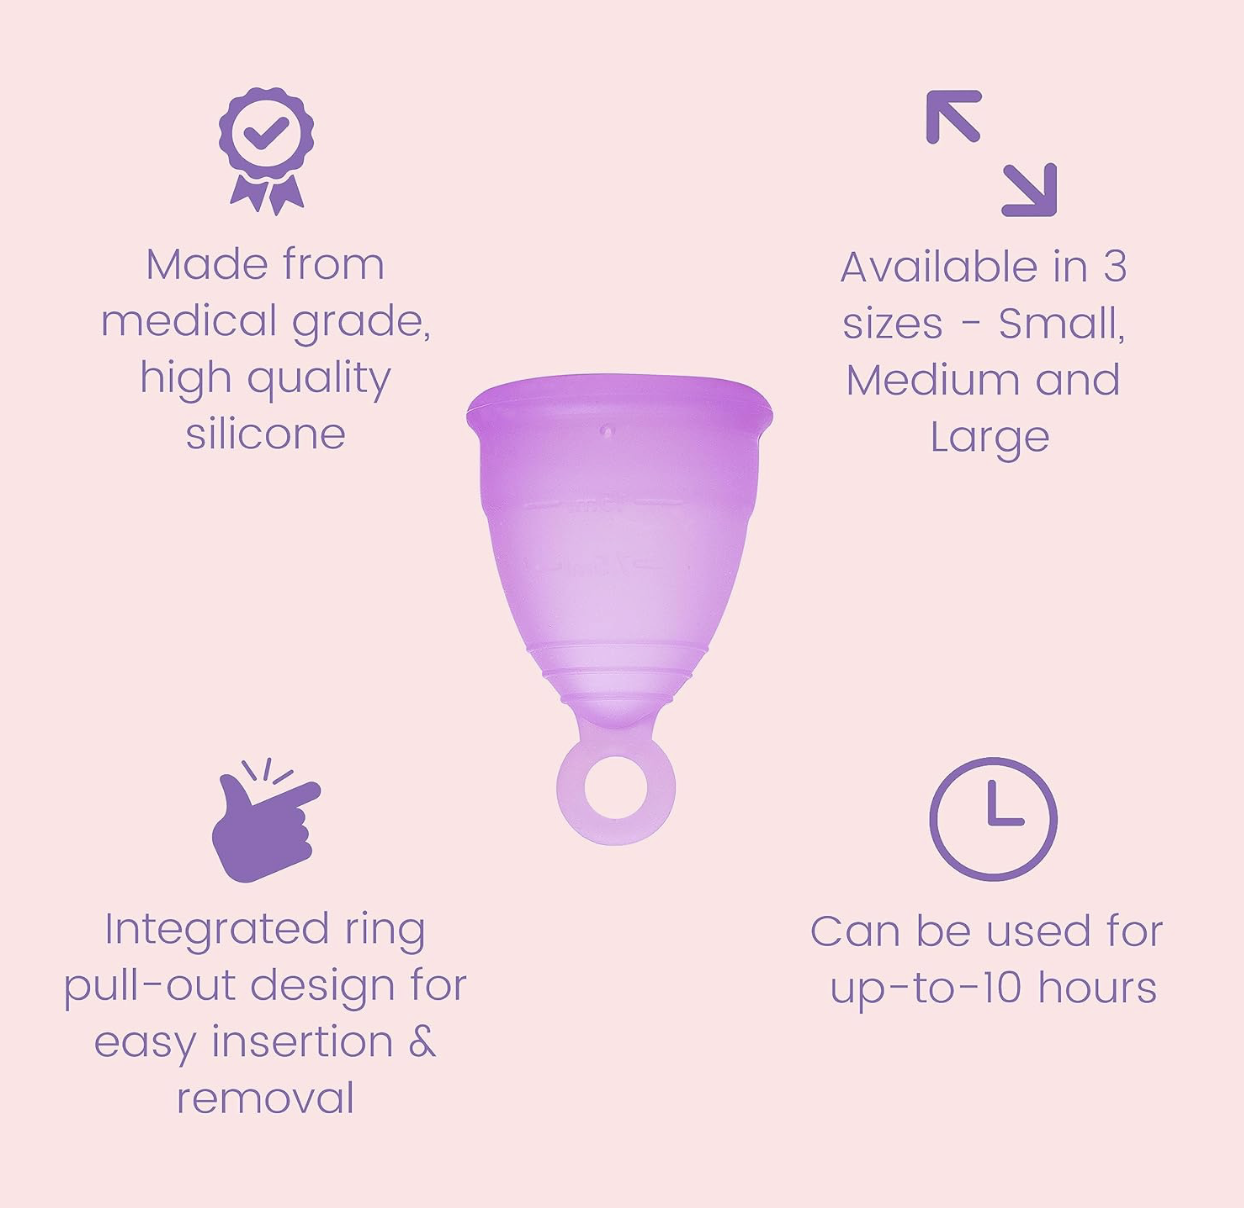 Made from
medical grade,
high quality
silicone
Available in 3
sizes - Small,
Medium and
Large
Integrated ring
pull-out design for
easy insertion &
removal
Can be used for
up-to-10 hours